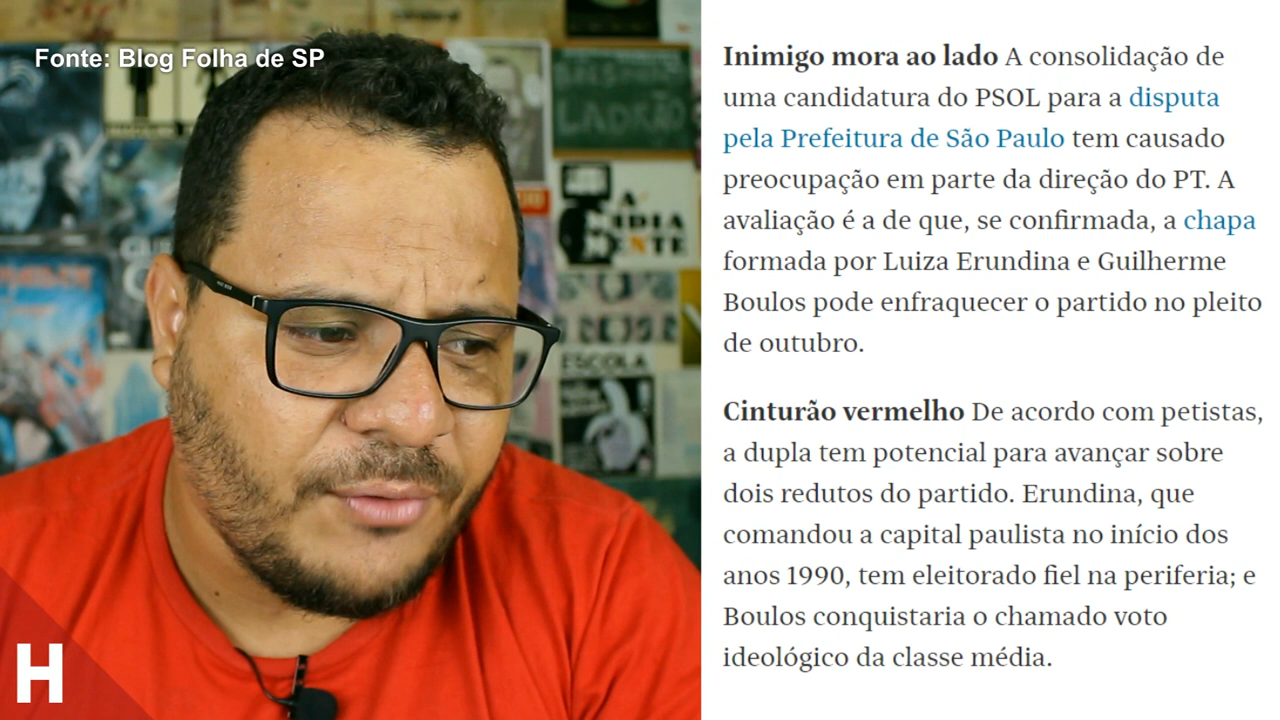 Fonte: Blog Folha de SP
LADRÃO
A
MÍDIA
MENTE
ESCOLA
H
Inimigo mora ao lado A consolidação de
uma candidatura do PSOL para a disputa
pela Prefeitura de São Paulo tem causado
preocupação em parte da direção do PT. A
avaliação é a de que, se confirmada, a chapa
formada por Luiza Erundina e Guilherme
Boulos pode enfraquecer o partido no pleito
de outubro.
Cinturão vermelho De acordo com petistas,
a dupla tem potencial para avançar sobre
dois redutos do partido. Erundina, que
comandou a capital paulista no início dos
anos 1990, tem eleitorado fiel na periferia; e
Boulos conquistaria o chamado voto
ideológico da classe média.